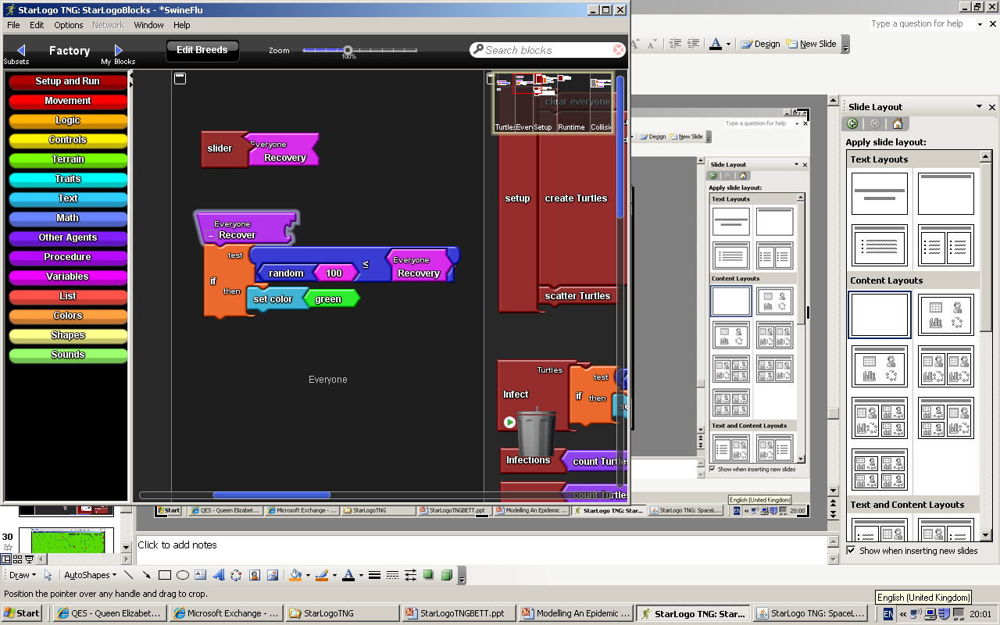 StarLogo TNG: StarLogoBlocks - *SwineFlu
File Edit Options Network Window Help
Type a question for help
Subsets
Factory
My Blocks
Edit Breeds
Zoom
100%
Search blocks
Design
New Slide
Setup and Run
Movement
Logic
Controls
Terrain
Traits
Text
Math
Other Agents
Procedure
Variables
List
Colors
Shapes
Sounds
slider
Everyone
Recovery
Everyone
Recover
test
if
random
100
≤
Everyone
Recovery
then
set color
green
Everyone
clear everyone
Turtles
Setup
Runtime
setup
create Turtles
scatter Turtles
Turtles
Infect
test
if
then
Infections
count Turtles
count Turtles
Type a question for help
Design
New Slide
Slide Layout
Apply slide layout:
Text Layouts
Content Layouts
Text and Content Layouts
Show when inserting new slides
English (United Kingdom)
Start
QES - Queen Elizabet...
Microsoft Exchange - ...
StarLogoTNG
StarLogoTNGBETT.ppt
Modelling An Epidemic ...
StarLogo TNG: Star...
StarLogo TNG: SpaceL...
EN
20:00
Slide Layout
Apply slide layout:
Text Layouts
Content Layouts
Text and Content Layouts
Show when inserting new slides
30
Click to add notes
Draw
AutoShapes
Position the pointer over any handle and drag to crop.
English (United Kingdom)
Start
QES - Queen Elizabet...
Microsoft Exchange - ...
StarLogoTNG
StarLogoTNGBETT.ppt
Modelling An Epidemic ...
StarLogo TNG: Star...
StarLogo TNG: SpaceL...
EN
20:01